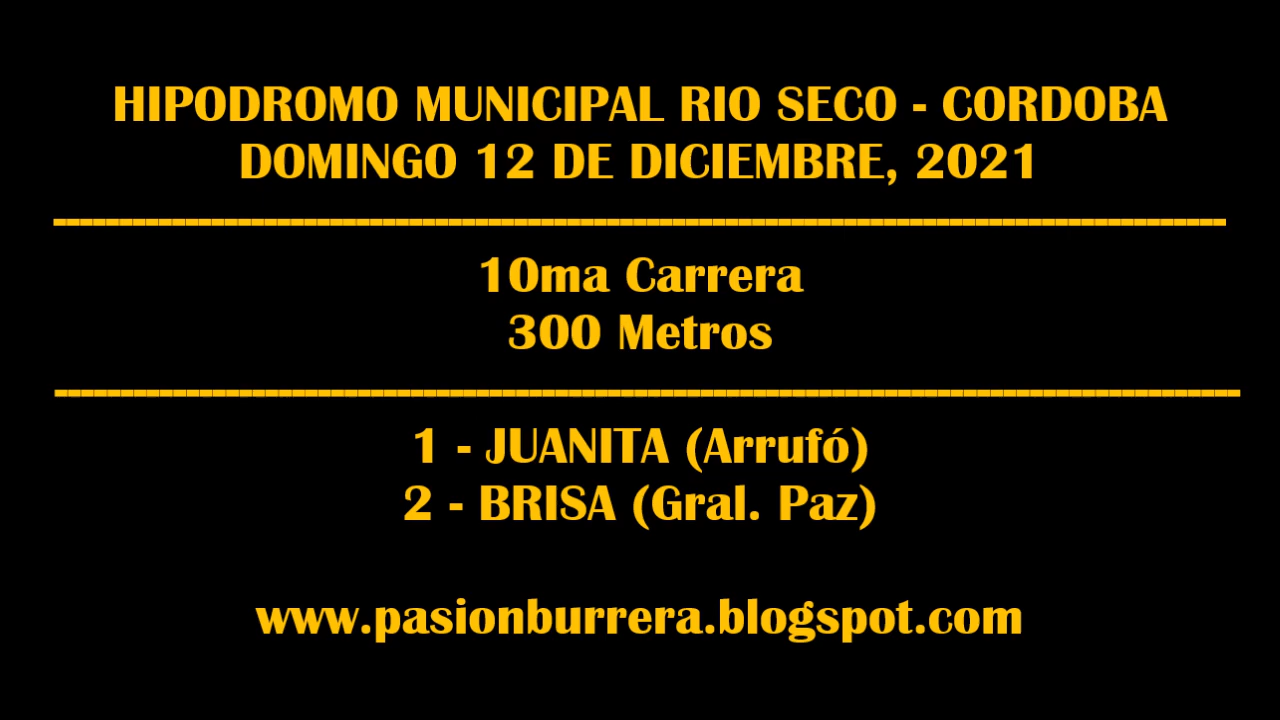 HIPODROMO MUNICIPAL RIO SECO - CORDOBA
DOMINGO 12 DE DICIEMBRE, 2021
10ma Carrera
300 Metros
1 - JUANITA (Arrufó)
2 - BRISA (Gral. Paz)
www.pasionburrera.blogspot.com